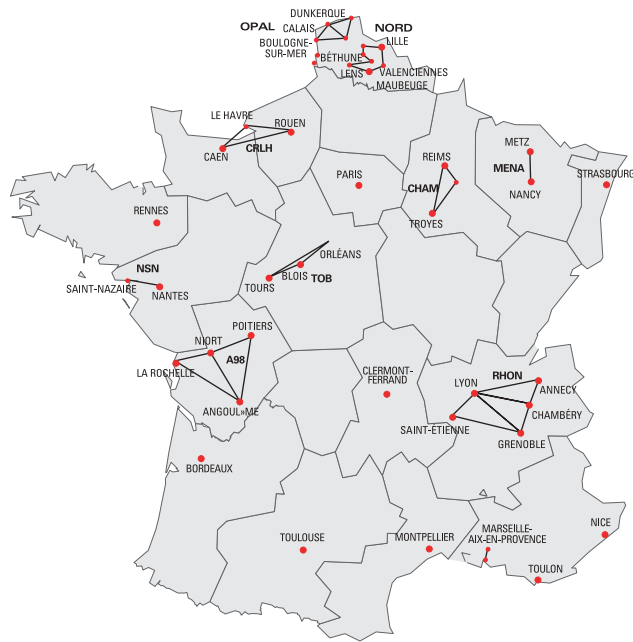 DUNKERQUE
OPAL
CALAIS
NORD
LILLE
BOULOGNE-
SUR-MER
BÉTHUNE
LENS
VALENCIENNES
MAUBEUGE
LE HAVRE
ROUEN
CAEN
CRLH
REIMS
METZ
MENA
STRASBOURG
PARIS
CHAM
NANCY
TROYES
RENNES
ORLÉANS
NSN
BLOIS
TOB
TOURS
SAINT-NAZAIRE
NANTES
POITIERS
NIORT
A98
LA ROCHELLE
CLERMONT-
FERRAND
RHON
LYON
ANNECY
ANGOUL»ME
CHAMBÉRY
SAINT-ÉTIENNE
GRENOBLE
BORDEAUX
NICE
MARSEILLE-
AIX-EN-PROVENCE
TOULOUSE
MONTPELLIER
TOULON